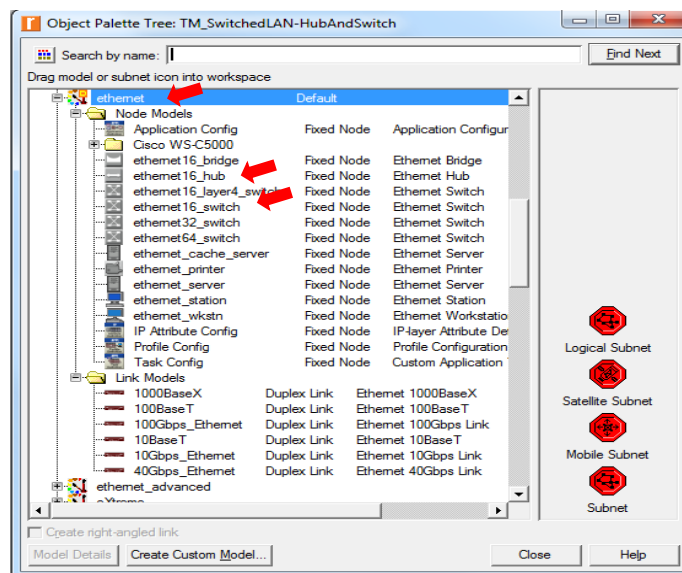 Object Palette Tree: TM_SwitchedLAN-HubAndSwitch
Search by name:
Find Next
Drag model or subnet icon into workspace
ethernet Default
Node Models
Application Config Fixed Node Application Configur
Cisco WS-C5000
ethernet16_bridge Fixed Node Ethernet Bridge
ethernet16_hub Fixed Node Ethernet Hub
ethernet16_layer4_switch Fixed Node Ethernet Switch
ethernet16_switch Fixed Node Ethernet Switch
ethernet32_switch Fixed Node Ethernet Switch
ethernet64_switch Fixed Node Ethernet Switch
ethernet_cache_server Fixed Node Ethernet Server
ethernet_printer Fixed Node Ethernet Printer
ethernet_server Fixed Node Ethernet Server
ethernet_station Fixed Node Ethernet Station
ethernet_wkstn Fixed Node Ethernet Workstatio
IP Attribute Config Fixed Node IP-layer Attribute De
Profile Config Fixed Node Profile Configuration
Task Config Fixed Node Custom Application
Link Models
1000BaseX Duplex Link Ethernet 1000BaseX
100BaseT Duplex Link Ethernet 100BaseT
100Gbps_Ethernet Duplex Link Ethernet 100Gbps Link
10BaseT Duplex Link Ethernet 10BaseT
10Gbps_Ethernet Duplex Link Ethernet 10Gbps Link
40Gbps_Ethernet Duplex Link Ethernet 40Gbps Link
ethernet_advanced
Logical Subnet
Satellite Subnet
Mobile Subnet
Subnet
Create right-angled link
Model Details
Create Custom Model...
Close
Help